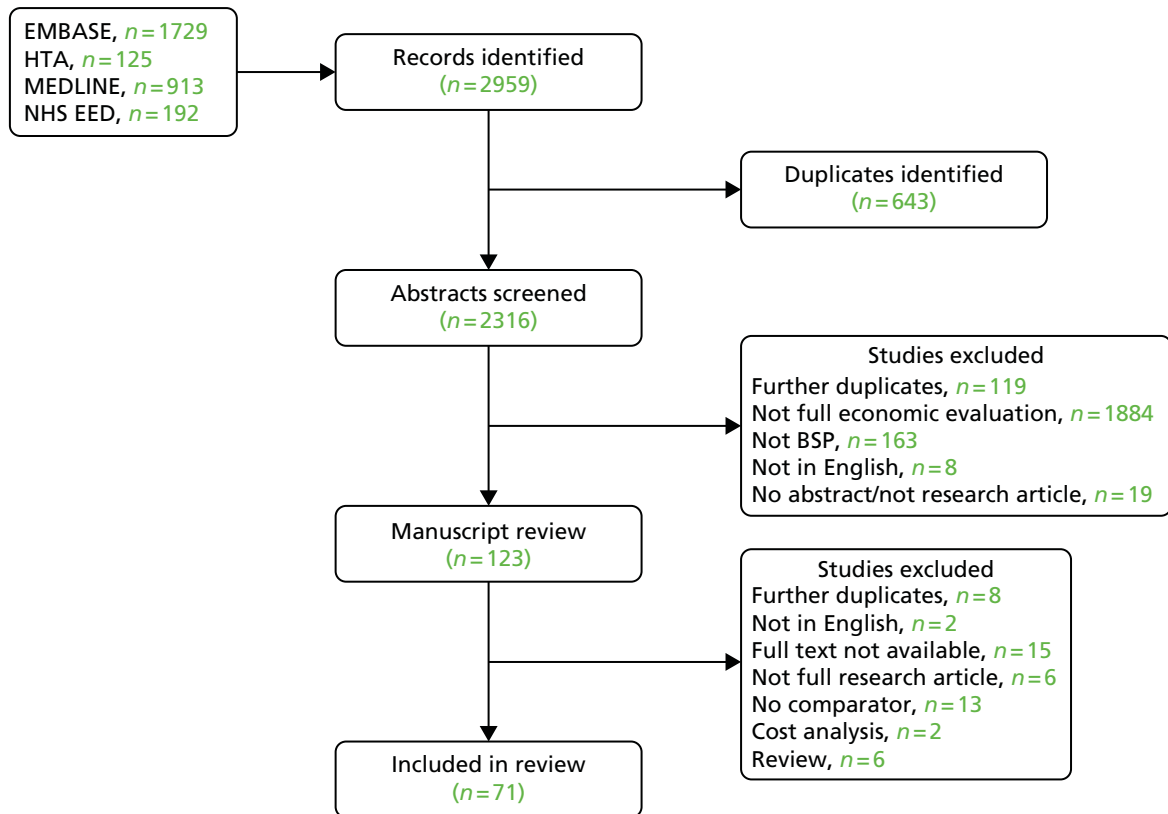 EMBASE, n=1729
HTA, n=125
MEDLINE, n=913
NHS EED, n=192
Records identified
(n=2959)
Duplicates identified
(n=643)
Abstracts screened
(n=2316)
Studies excluded
Further duplicates, n=119
Not full economic evaluation, n=1884
Not BSP, n=163
Not in English, n=8
No abstract/not research article, n=19
Manuscript review
(n=123)
Studies excluded
Further duplicates, n=8
Not in English, n=2
Full text not available, n=15
Not full research article, n=6
No comparator, n=13
Cost analysis, n=2
Review, n=6
Included in review
(n=71)